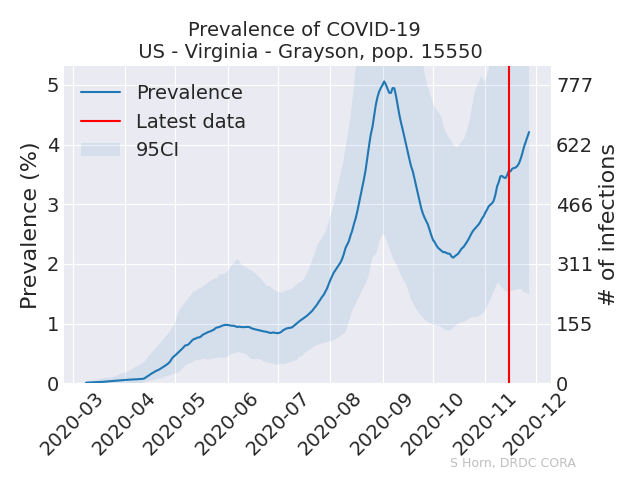 Prevalence of COVID-19
US - Virginia - Grayson, pop. 15550
Prevalence
Latest data
95CI
Prevalence (%)
5
4
3
2
1
0
777
622
466
311
155
0
# of infections
2020-03
2020-04
2020-05
2020-06
2020-07
2020-08
2020-09
2020-10
2020-11
2020-12
S Horn, DRDC CORA